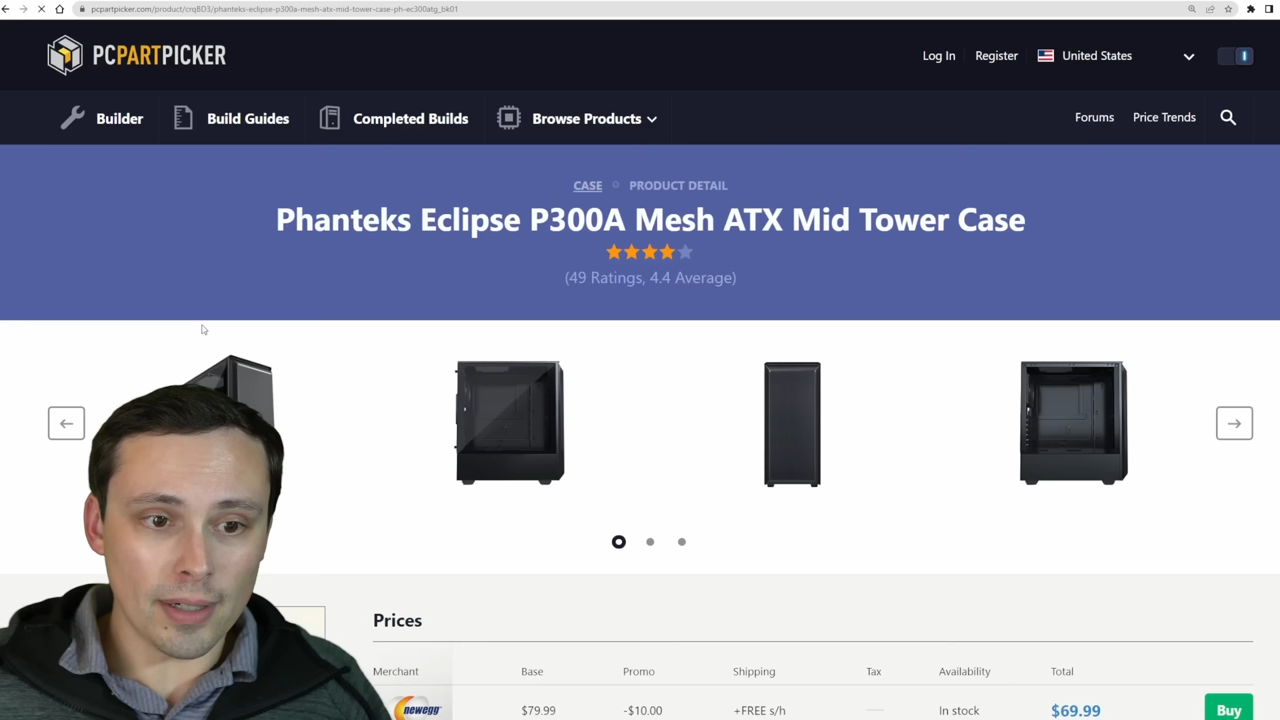 pcpartpicker.com/product/crqBD3/phanteks-eclipse-p300a-mesh-atx-mid-tower-case-ph-ec300atg_bk01
PCPARTPICKER
Log In Register United States
Builder Build Guides Completed Builds Browse Products Forums Price Trends
CASE PRODUCT DETAIL
Phanteks Eclipse P300A Mesh ATX Mid Tower Case
(49 Ratings, 4.4 Average)
Prices
Merchant Base Promo Shipping Tax Availability Total
newegg $79.99 -$10.00 +FREE s/h In stock $69.99 Buy